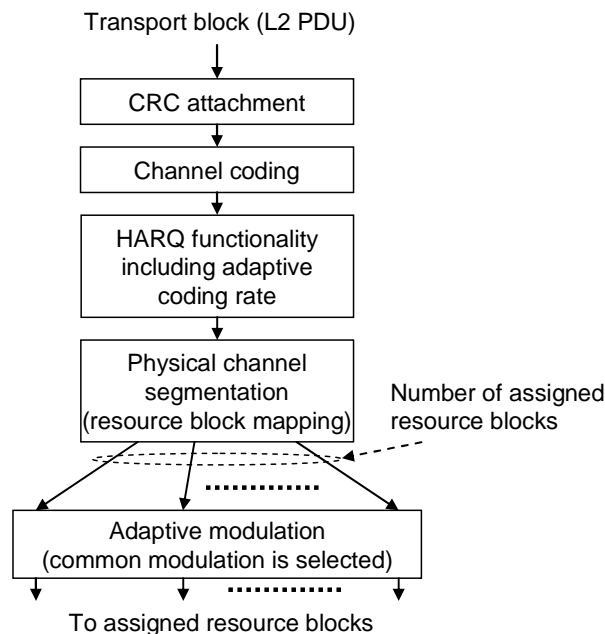 Transport block (L2 PDU)
CRC attachment
Channel coding
HARQ functionality
including adaptive
coding rate
Physical channel
segmentation
(resource block mapping)
Number of assigned
resource blocks
Adaptive modulation
(common modulation is selected)
To assigned resource blocks